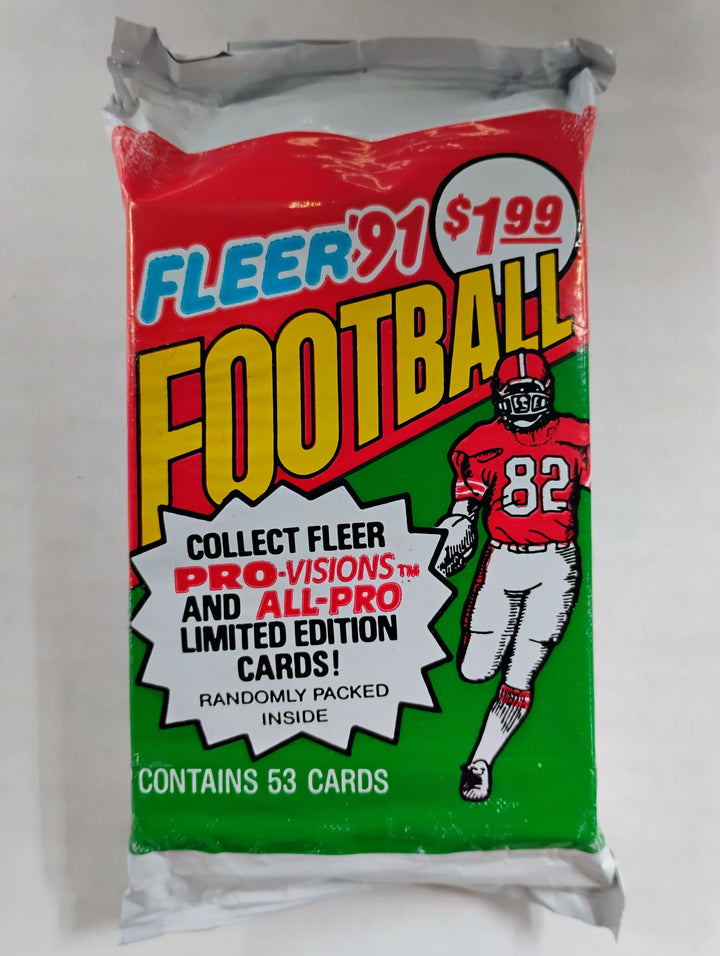 FLEER '91
$1.99
FOOTBALL
82
COLLECT FLEER
PRO-VISIONS™
AND ALL-PRO
LIMITED EDITION
CARDS!
RANDOMLY PACKED
INSIDE
CONTAINS 53 CARDS